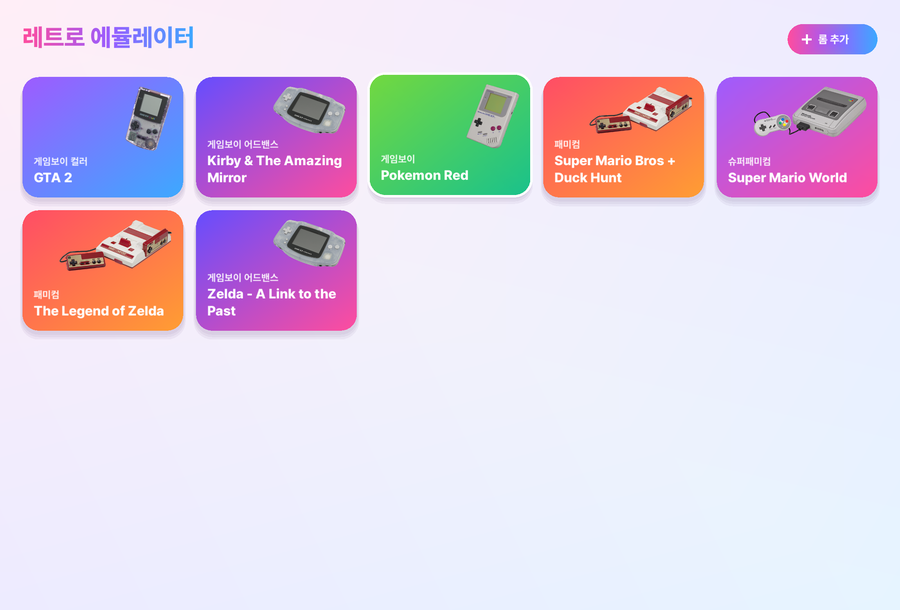 레트로 에뮬레이터
+ 롬 추가
게임보이 컬러
GTA 2
게임보이 어드밴스
Kirby & The Amazing
Mirror
게임보이
Pokemon Red
패미컴
Super Mario Bros +
Duck Hunt
슈퍼패미컴
Super Mario World
패미컴
The Legend of Zelda
게임보이 어드밴스
Zelda - A Link to the
Past